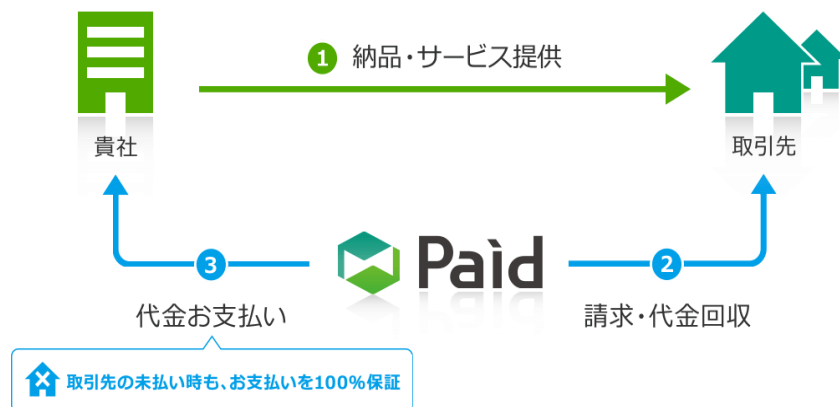 1 納品・サービス提供
貴社
取引先
3
Paid
2
代金お支払い
請求・代金回収
取引先の未払い時も、お支払いを100%保証